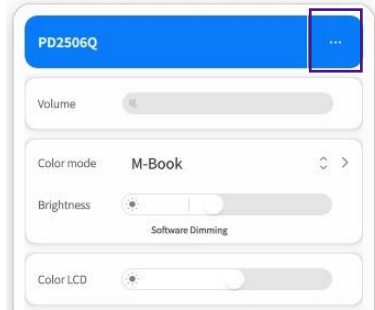 PD2506Q ...
Volume
Color mode M-Book
Brightness
Software Dimming
Color LCD